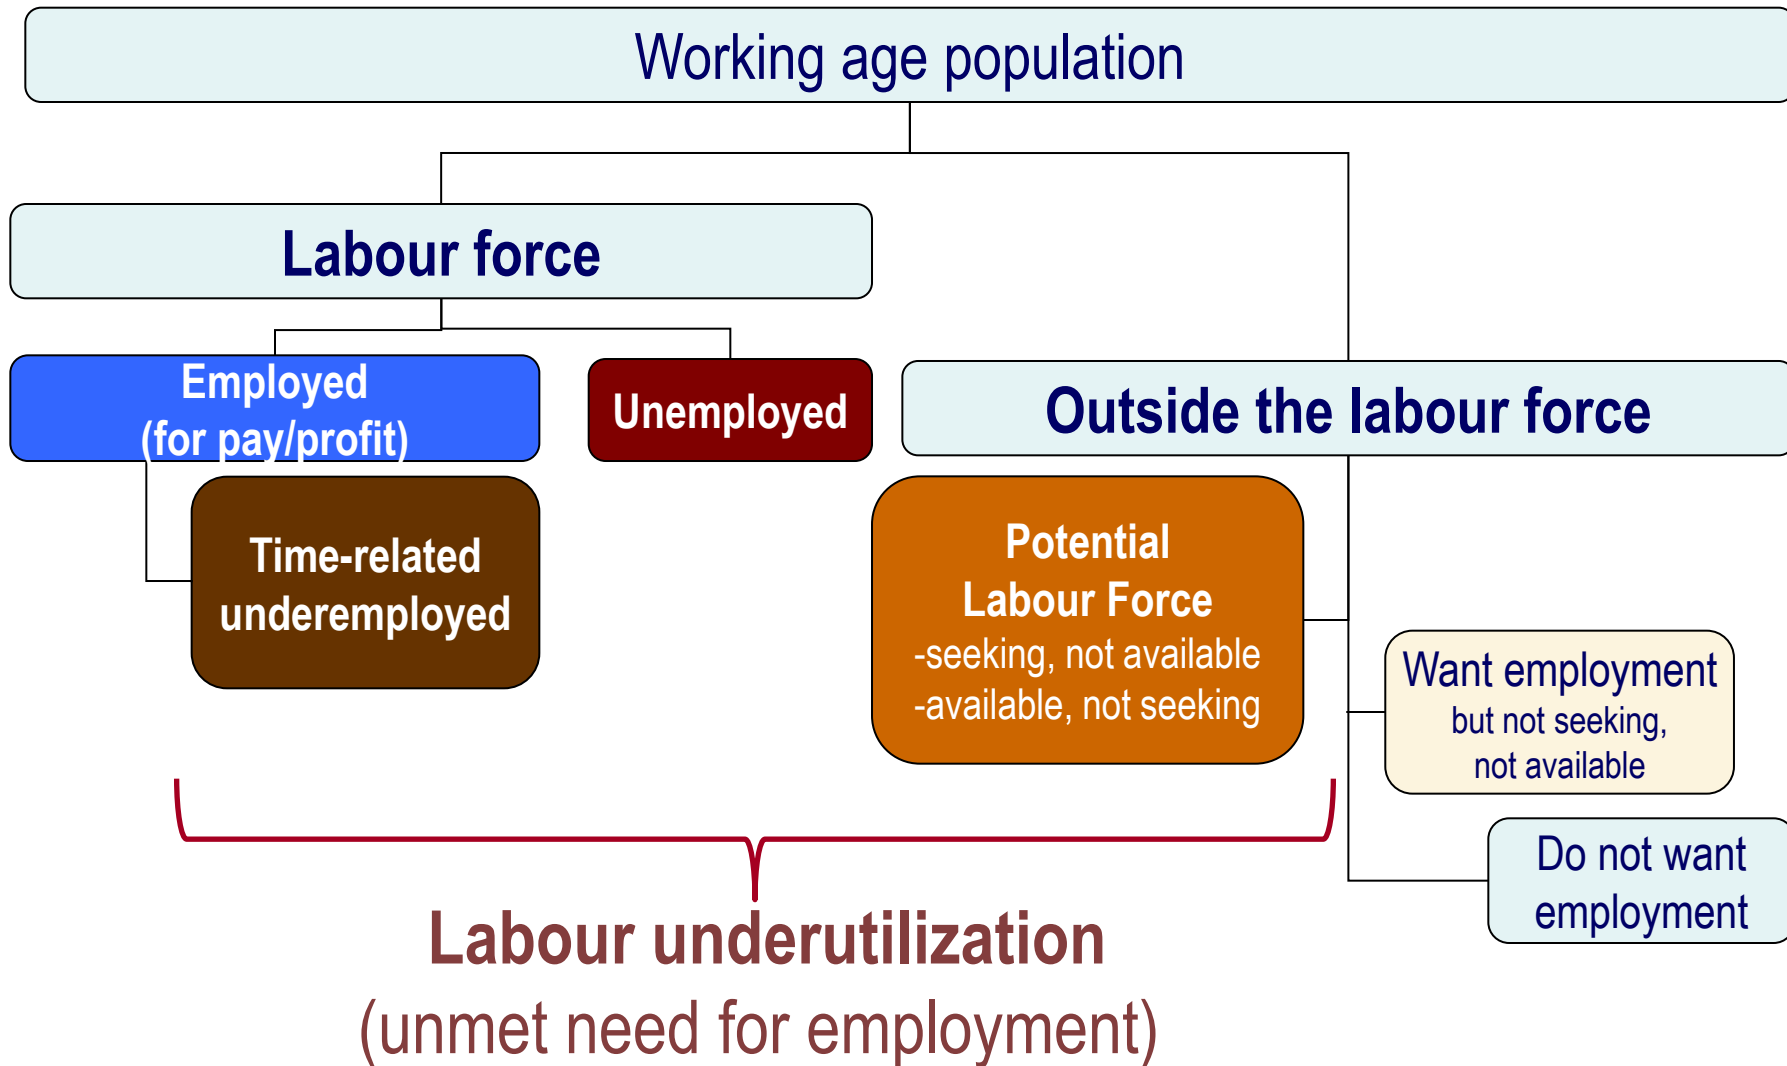 Working age population
Labour force
Employed
(for pay/profit)
Unemployed
Outside the labour force
Time-related
underemployed
Potential
Labour Force
-seeking, not available
-available, not seeking
Want employment
but not seeking,
not available
Do not want
employment
Labour underutilization
(unmet need for employment)